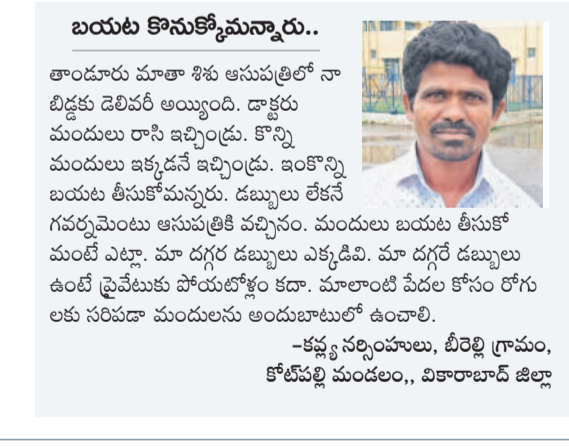 బయట కొనుక్కోమన్నారు..
తాండూరు మాతా శిశు ఆసుపత్రిలో నా
బిడ్డకు డెలివరీ అయ్యింది. డాక్టరు
మందులు రాసి ఇచ్చిండ్రు. కొన్ని
మందులు ఇక్కడనే ఇచ్చిండ్రు. ఇంకొన్ని
బయట తీసుకోమన్నరు. డబ్బులు లేకనే
గవర్నమెంటు ఆసుపత్రికి వచ్చినం. మందులు బయట తీసుకో
మంటే ఎట్లా. మా దగ్గర డబ్బులు ఎక్కడివి. మా దగ్గరే డబ్బులు
ఉంటే ప్రైవేటుకు పోయటోళ్లం కదా. మాలాంటి పేదల కోసం రోగు
లకు సరిపడా మందులను అందుబాటులో ఉంచాలి.
-కవ్వ నర్సింహులు, బీరెల్లి గ్రామం,
కోట్‌పల్లి మండలం,, వికారాబాద్ జిల్లా